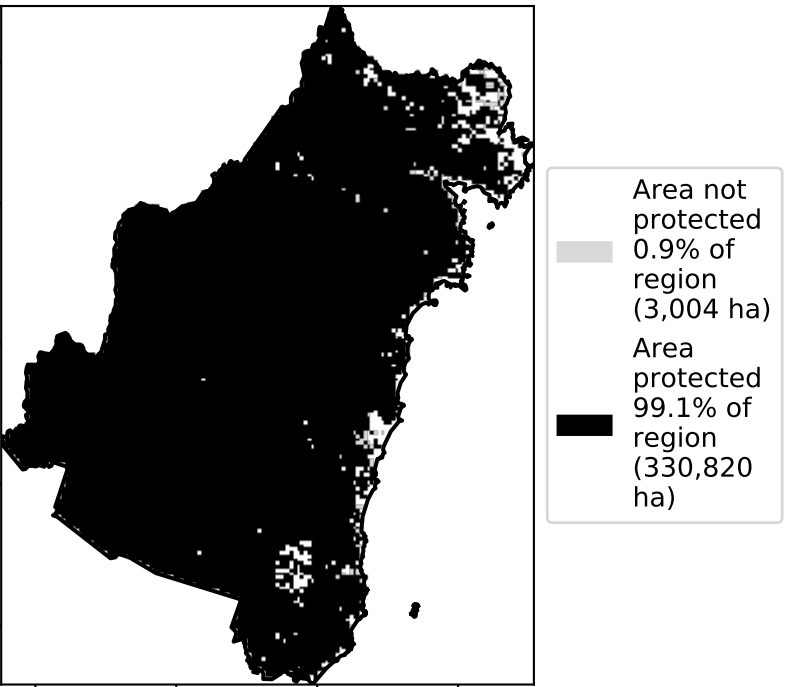 Area not
protected
0.9% of
region
(3,004 ha)
Area
protected
99.1% of
region
(330,820
ha)